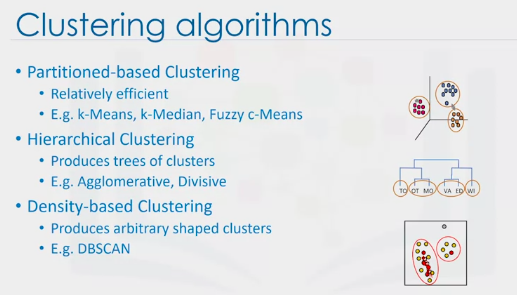 Clustering algorithms
• Partitioned-based Clustering
• Relatively efficient
• E.g. k-Means, k-Median, Fuzzy c-Means
• Hierarchical Clustering
• Produces trees of clusters
• E.g. Agglomerative, Divisive
• Density-based Clustering
• Produces arbitrary shaped clusters
• E.g. DBSCAN
TO OT MO VA ED WI